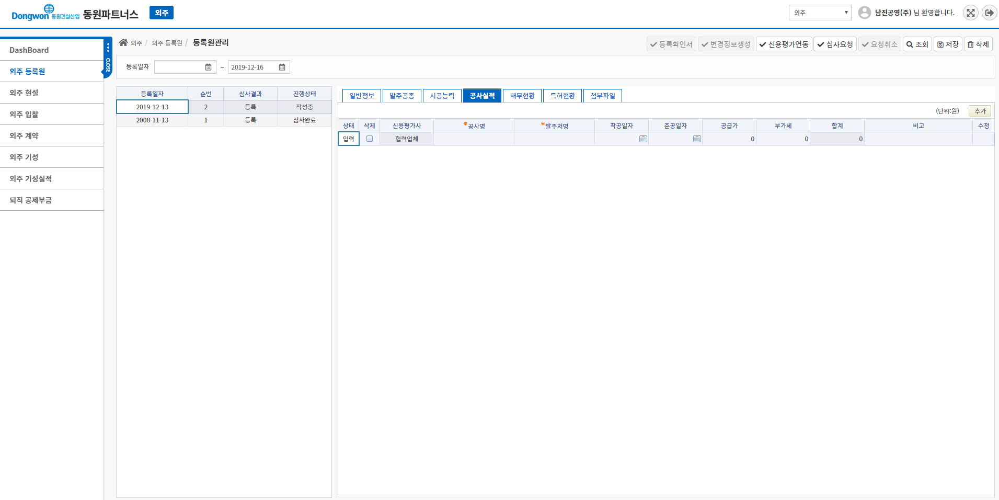 Dongwon 동원건설산업 동원파트너스 외주
외주 남진공영(주) 님 환영합니다.
DashBoard
외주 등록원
외주 현설
외주 입찰
외주 계약
외주 기성
외주 기성실적
퇴직 공제부금
CLOSE
외주 / 외주 등록원 / 등록원관리
등록확인서 변경정보생성 신용평가연동 심사요청 요청취소 조회 저장 삭제
등록일자 ~ 2019-12-16
등록일자 순번 심사결과 진행상태
2019-12-13 2 등록 작성중
2008-11-13 1 등록 심사완료
일반정보 발주공종 시공능력 공사실적 재무현황 특허현황 첨부파일
(단위:원) 추가
상태 삭제 신용평가사 *공사명 *발주처명 착공일자 준공일자 공급가 부가세 합계 비고 수정
입력 협력업체 0 0 0